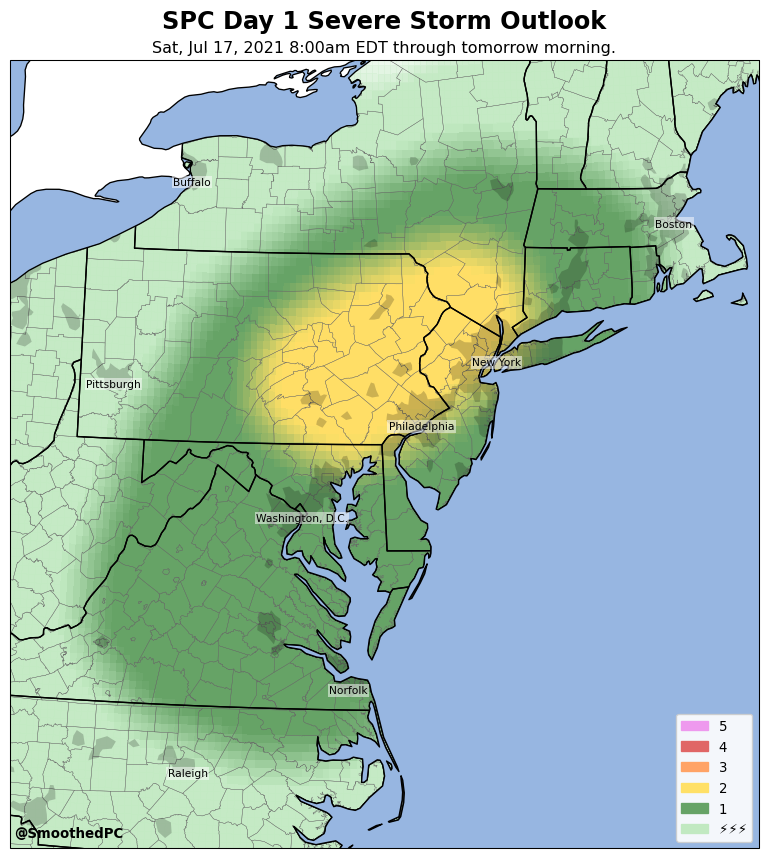 SPC Day 1 Severe Storm Outlook
Sat, Jul 17, 2021 8:00am EDT through tomorrow morning.
Buffalo
Boston
New York
Pittsburgh
Philadelphia
Washington, D.C.
Norfolk
Raleigh
5
4
3
2
1
⚡⚡⚡
@SmoothedPC